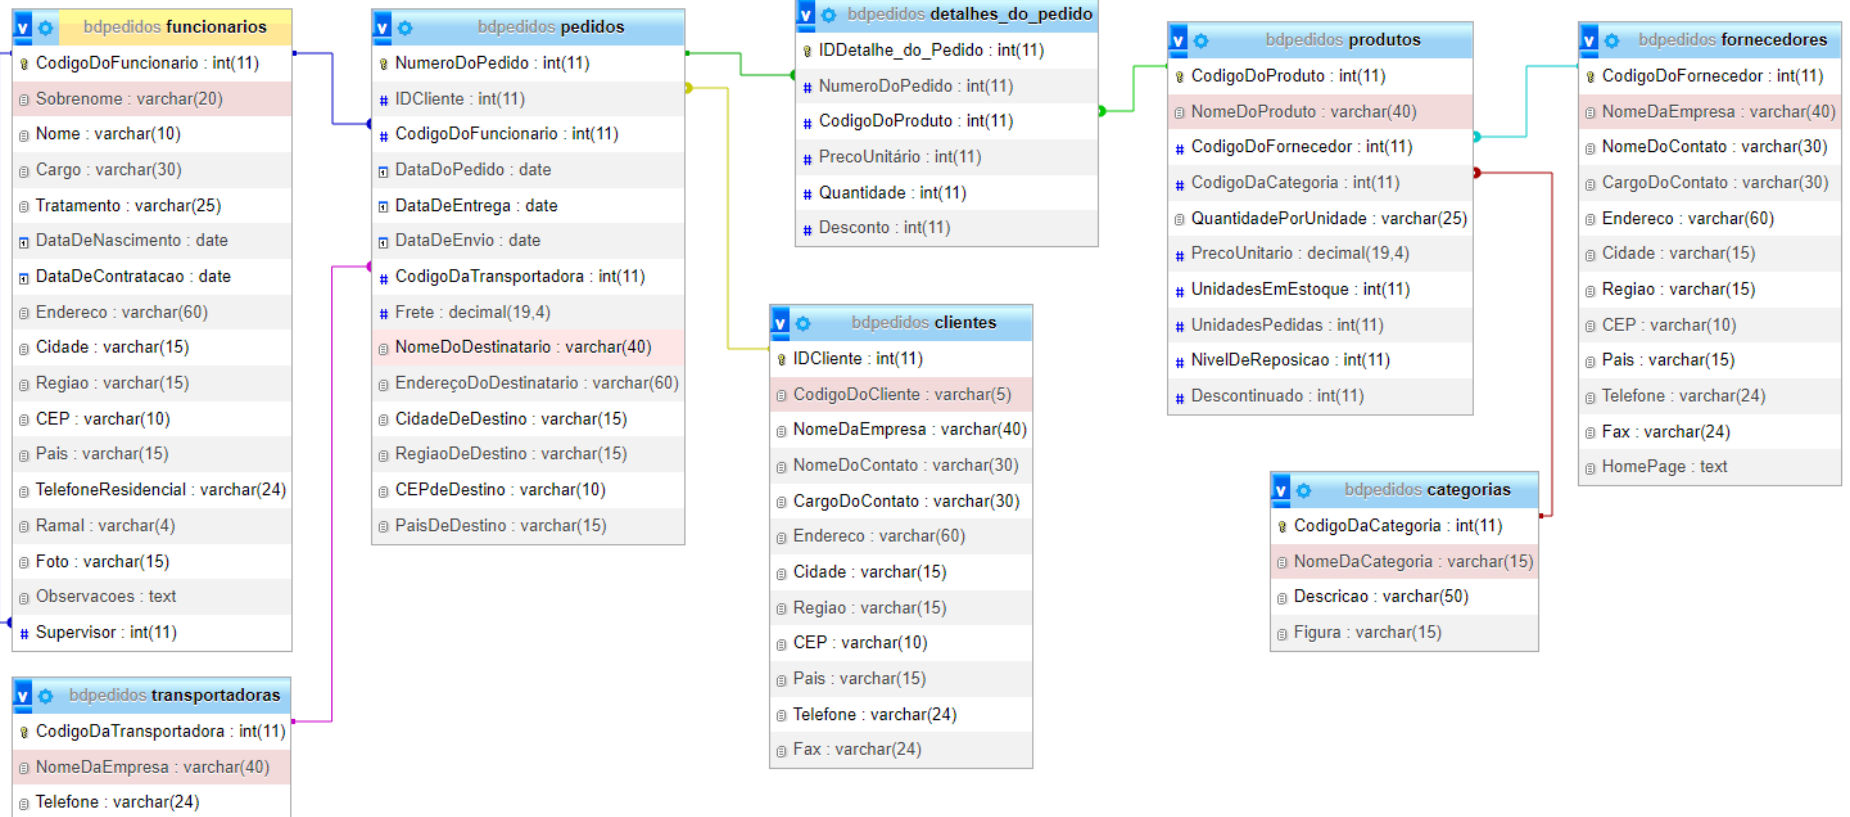 bdpedidos funcionarios
CodigoDoFuncionario : int(11)
Sobrenome : varchar(20)
Nome : varchar(10)
Cargo : varchar(30)
Tratamento : varchar(25)
DataDeNascimento : date
DataDeContratacao : date
Endereco : varchar(60)
Cidade : varchar(15)
Regiao : varchar(15)
CEP : varchar(10)
Pais : varchar(15)
TelefoneResidencial : varchar(24)
Ramal : varchar(4)
Foto : varchar(15)
Observacoes : text
# Supervisor : int(11)
bdpedidos transportadoras
CodigoDaTransportadora : int(11)
NomeDaEmpresa : varchar(40)
Telefone : varchar(24)
bdpedidos pedidos
NumeroDoPedido : int(11)
# IDCliente : int(11)
# CodigoDoFuncionario : int(11)
DataDoPedido : date
DataDeEntrega : date
DataDeEnvio : date
# CodigoDaTransportadora : int(11)
# Frete : decimal(19,4)
NomeDoDestinatario : varchar(40)
EndereçoDoDestinatario : varchar(60)
CidadeDeDestino : varchar(15)
RegiaoDeDestino : varchar(15)
CEPdeDestino : varchar(10)
PaisDeDestino : varchar(15)
bdpedidos detalhes_do_pedido
IDDetalhe_do_Pedido : int(11)
# NumeroDoPedido : int(11)
# CodigoDoProduto : int(11)
# PrecoUnitário : int(11)
# Quantidade : int(11)
# Desconto : int(11)
bdpedidos clientes
IDCliente : int(11)
CodigoDoCliente : varchar(5)
NomeDaEmpresa : varchar(40)
NomeDoContato : varchar(30)
CargoDoContato : varchar(30)
Endereco : varchar(60)
Cidade : varchar(15)
Regiao : varchar(15)
CEP : varchar(10)
Pais : varchar(15)
Telefone : varchar(24)
Fax : varchar(24)
bdpedidos produtos
CodigoDoProduto : int(11)
NomeDoProduto : varchar(40)
# CodigoDoFornecedor : int(11)
# CodigoDaCategoria : int(11)
QuantidadePorUnidade : varchar(25)
# PrecoUnitario : decimal(19,4)
# UnidadesEmEstoque : int(11)
# UnidadesPedidas : int(11)
# NivelDeReposicao : int(11)
# Descontinuado : int(11)
bdpedidos categorias
CodigoDaCategoria : int(11)
NomeDaCategoria : varchar(15)
Descricao : varchar(50)
Figura : varchar(15)
bdpedidos fornecedores
CodigoDoFornecedor : int(11)
NomeDaEmpresa : varchar(40)
NomeDoContato : varchar(30)
CargoDoContato : varchar(30)
Endereco : varchar(60)
Cidade : varchar(15)
Regiao : varchar(15)
CEP : varchar(10)
Pais : varchar(15)
Telefone : varchar(24)
Fax : varchar(24)
HomePage : text